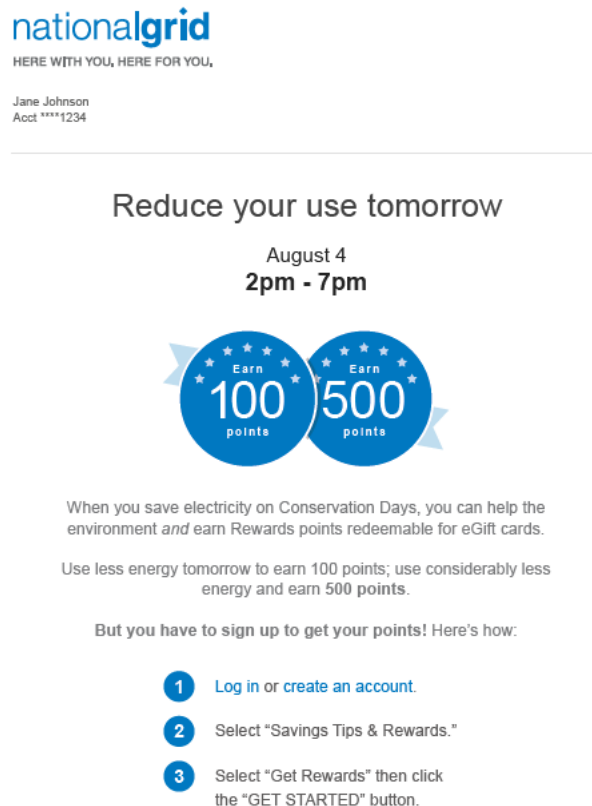 nationalgrid
HERE WITH YOU, HERE FOR YOU,
Jane Johnson
Acct ****1234
Reduce your use tomorrow
August 4
2pm - 7pm
Earn
100
points
Earn
500
points
When you save electricity on Conservation Days, you can help the
environment and earn Rewards points redeemable for eGift cards.
Use less energy tomorrow to earn 100 points; use considerably less
energy and earn 500 points.
But you have to sign up to get your points! Here’s how:
1 Log in or create an account.
2 Select “Savings Tips & Rewards.”
3 Select “Get Rewards” then click
the “GET STARTED” button.